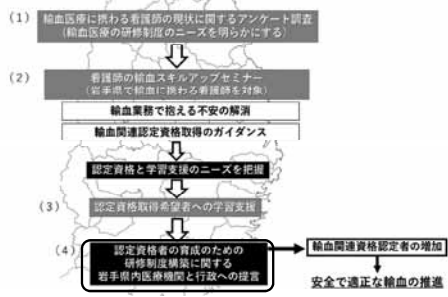 (1) 輸血医療に携わる看護師の現状に関するアンケート調査
(輸血医療の研修制度のニーズを明らかにする)
(2) 看護師の輸血スキルアップセミナー
(岩手県で輸血に携わる看護師を対象)
輸血業務で抱える不安の解消
輸血関連認定資格取得のガイダンス
認定資格と学習支援のニーズを把握
(3) 認定資格取得希望者への学習支援
(4) 認定資格者の育成のための
研修制度構築に関する
岩手県内医療機関と行政への提言
輸血関連資格認定者の増加
安全で適正な輸血の推進